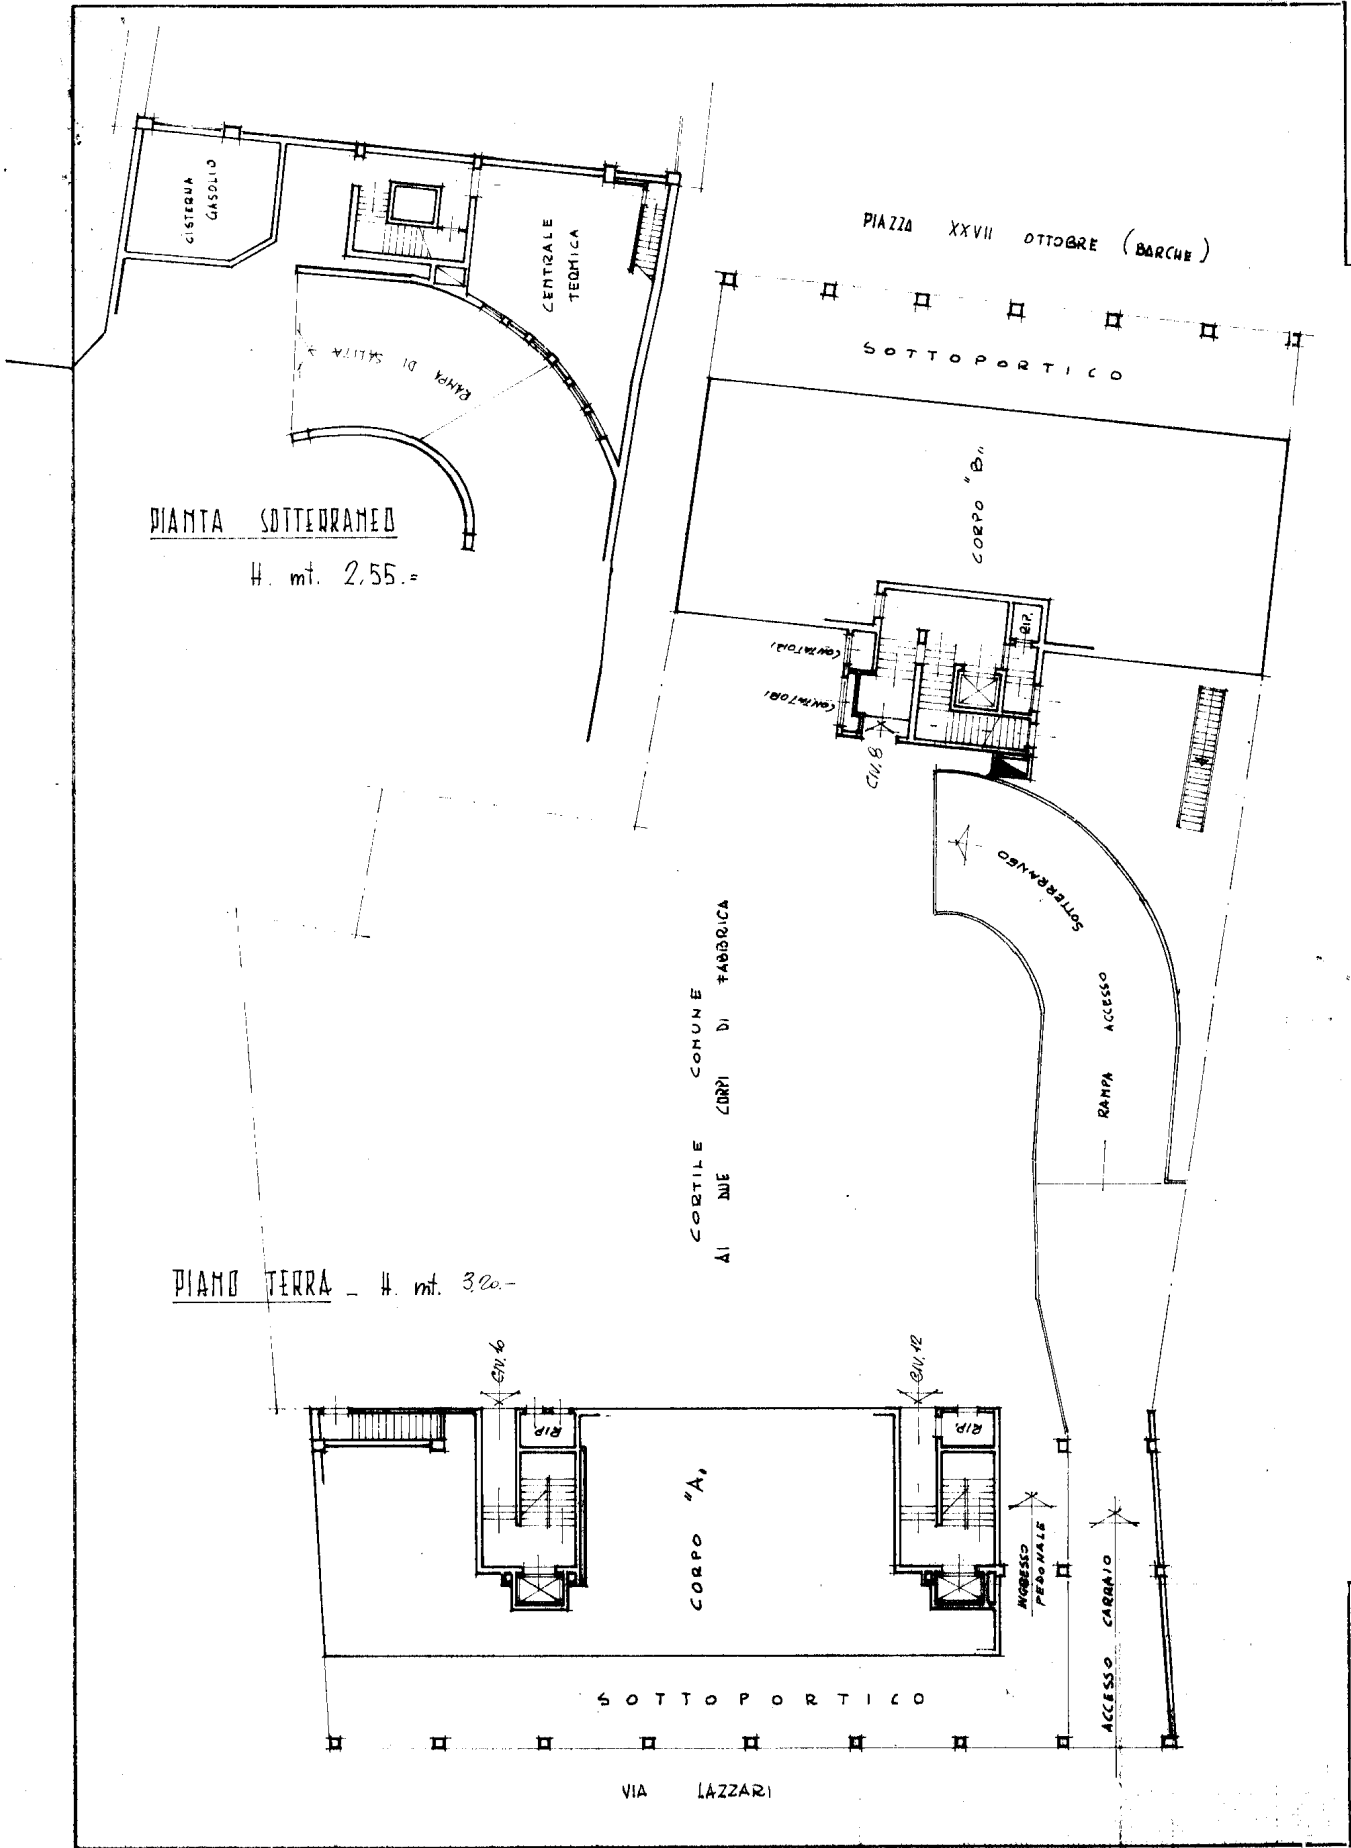 CISTERNA
GASOLIO
CENTRALE
TERMICA
RAMPA DI SALITA
PIANTA SOTTERRANEO
H. mt. 2,55.=
PIAZZA XXVII OTTOBRE (BARCHE)
SOTTOPORTICO
CORPO "B"
RIP.
CONTATORI
CONTATORI
CIV. 8
SOTTERRANEO
RAMPA ACCESSO
CORTILE COMUNE
AI DUE CORPI DI FABBRICA
PIANO TERRA _ H. mt. 3,20.-
CIV. 10
CIV. 12
RIP.
RIP.
CORPO "A"
INGRESSO
PEDONALE
ACCESSO CARRAIO
SOTTOPORTICO
VIA LAZZARI